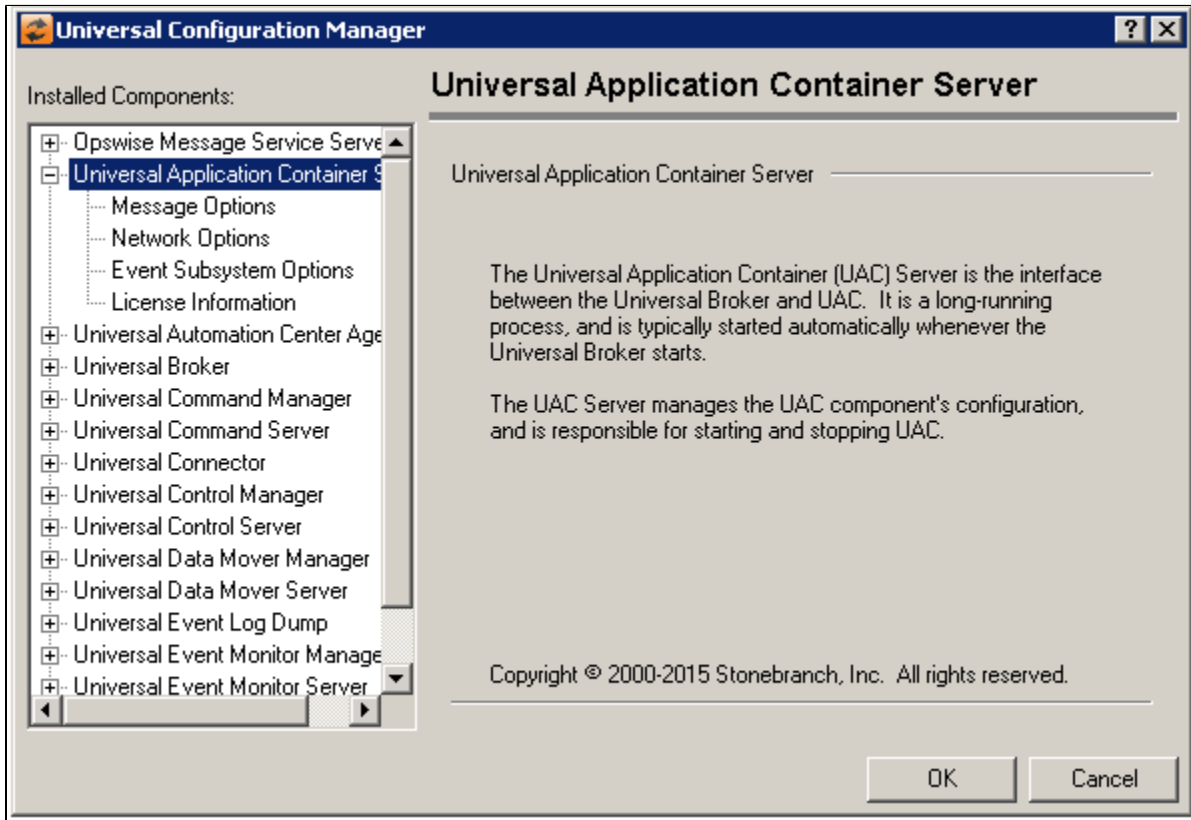 Universal Configuration Manager
Installed Components:
Opswise Message Service Serve
Universal Application Container S
Message Options
Network Options
Event Subsystem Options
License Information
Universal Automation Center Age
Universal Broker
Universal Command Manager
Universal Command Server
Universal Connector
Universal Control Manager
Universal Control Server
Universal Data Mover Manager
Universal Data Mover Server
Universal Event Log Dump
Universal Event Monitor Manage
Universal Event Monitor Server
Universal Application Container Server
Universal Application Container Server
The Universal Application Container (UAC) Server is the interface
between the Universal Broker and UAC. It is a long-running
process, and is typically started automatically whenever the
Universal Broker starts.
The UAC Server manages the UAC component's configuration,
and is responsible for starting and stopping UAC.
Copyright © 2000-2015 Stonebranch, Inc. All rights reserved.
OK
Cancel